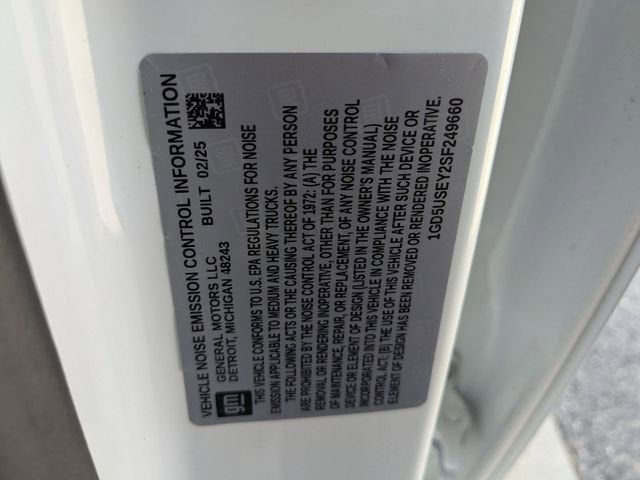 VEHICLE NOISE EMISSION CONTROL INFORMATION
gm
GENERAL MOTORS LLC BUILT 02/25
DETROIT, MICHIGAN 48243
THIS VEHICLE CONFORMS TO U.S. EPA REGULATIONS FOR NOISE
EMISSION APPLICABLE TO MEDIUM AND HEAVY TRUCKS.
THE FOLLOWING ACTS OR THE CAUSING THEREOF BY ANY PERSON
ARE PROHIBITED BY THE NOISE CONTROL ACT OF 1972: (A) THE
REMOVAL OR RENDERING INOPERATIVE, OTHER THAN FOR PURPOSES
OF MAINTENANCE, REPAIR, OR REPLACEMENT, OF ANY NOISE CONTROL
DEVICE OR ELEMENT OF DESIGN (LISTED IN THE OWNER'S MANUAL)
INCORPORATED INTO THIS VEHICLE IN COMPLIANCE WITH THE NOISE
CONTROL ACT; (B) THE USE OF THIS VEHICLE AFTER SUCH DEVICE OR
ELEMENT OF DESIGN HAS BEEN REMOVED OR RENDERED INOPERATIVE.
1GD5USEY2SF249660